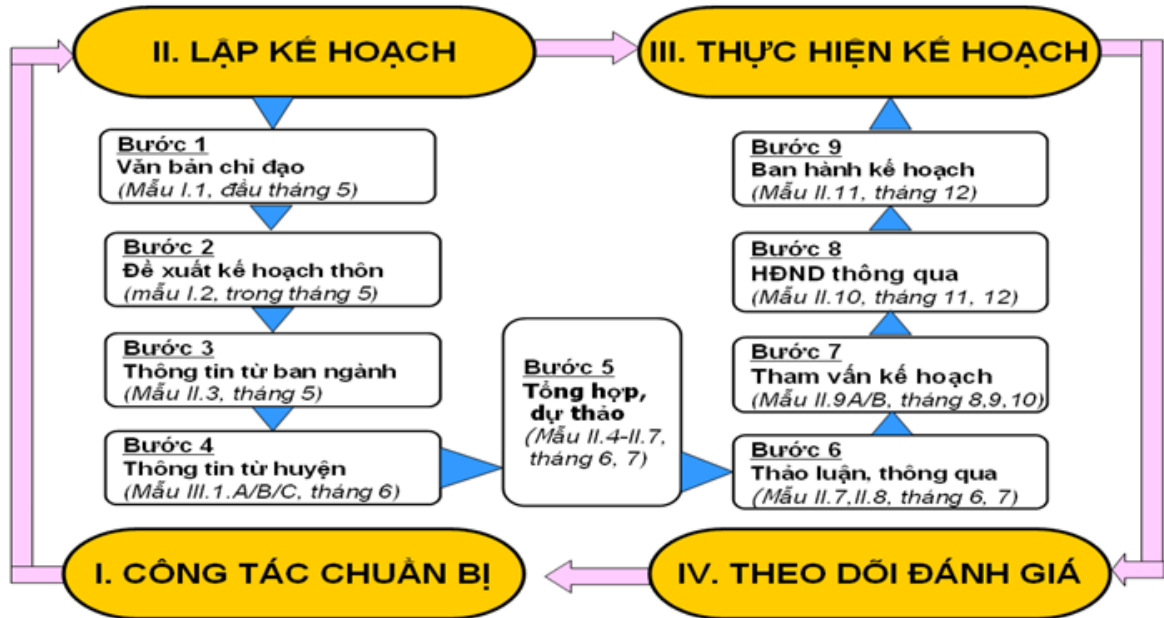 II. LẬP KẾ HOẠCH
III. THỰC HIỆN KẾ HOẠCH
Bước 1
Văn bản chỉ đạo
(Mẫu I.1, đầu tháng 5)
Bước 2
Đề xuất kế hoạch thôn
(mẫu I.2, trong tháng 5)
Bước 3
Thông tin từ ban ngành
(Mẫu II.3, tháng 5)
Bước 4
Thông tin từ huyện
(Mẫu III.1.A/B/C, tháng 6)
Bước 5
Tổng hợp,
dự thảo
(Mẫu II.4-II.7,
tháng 6, 7)
Bước 6
Thảo luận, thông qua
(Mẫu II.7,II.8, tháng 6, 7)
Bước 7
Tham vấn kế hoạch
(Mẫu II.9A/B, tháng 8,9,10)
Bước 8
HĐND thông qua
(Mẫu II.10, tháng 11, 12)
Bước 9
Ban hành kế hoạch
(Mẫu II.11, tháng 12)
I. CÔNG TÁC CHUẨN BỊ
IV. THEO DÕI ĐÁNH GIÁ